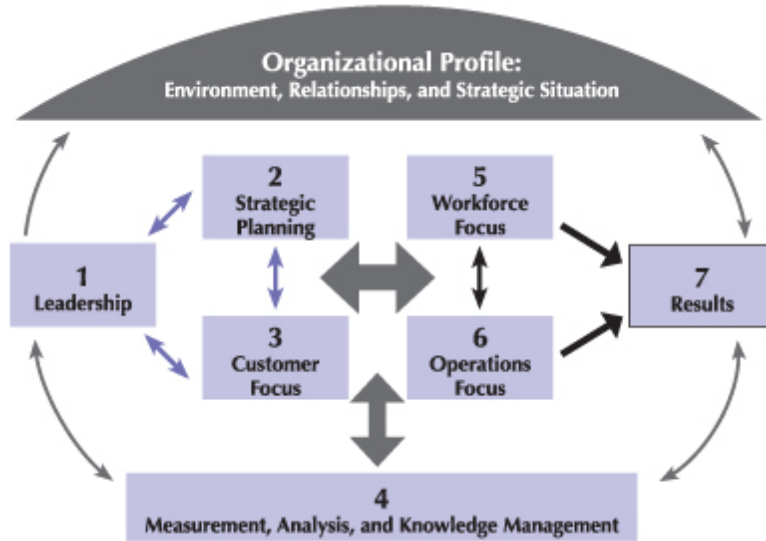 Organizational Profile:
Environment, Relationships, and Strategic Situation
2
Strategic
Planning
5
Workforce
Focus
1
Leadership
7
Results
3
Customer
Focus
6
Operations
Focus
4
Measurement, Analysis, and Knowledge Management